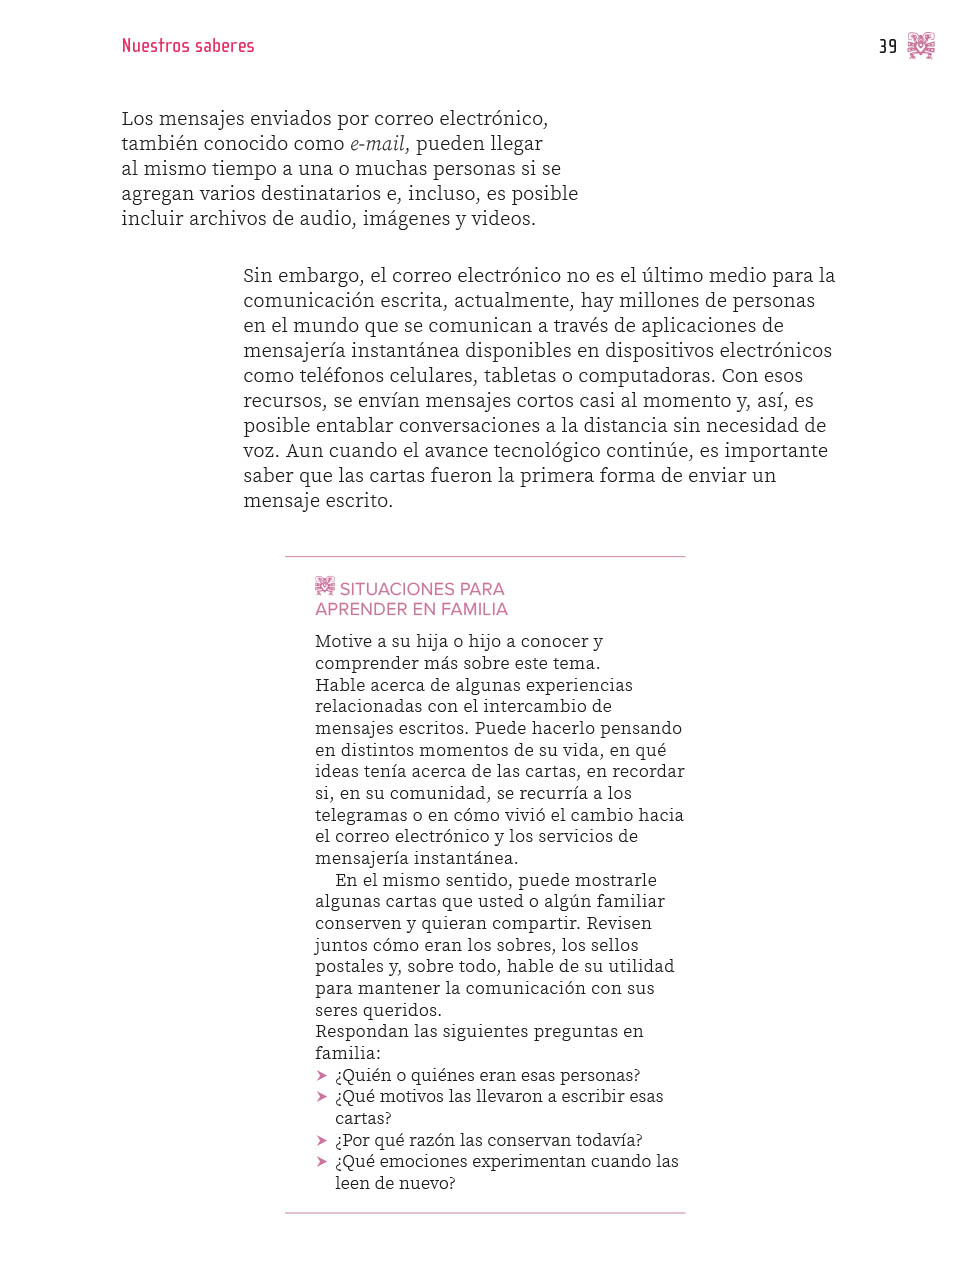 Nuestros saberes
39
Los mensajes enviados por correo electrónico,
también conocido como e-mail, pueden llegar
al mismo tiempo a una o muchas personas si se
agregan varios destinatarios e, incluso, es posible
incluir archivos de audio, imágenes y videos.
Sin embargo, el correo electrónico no es el último medio para la
comunicación escrita, actualmente, hay millones de personas
en el mundo que se comunican a través de aplicaciones de
mensajería instantánea disponibles en dispositivos electrónicos
como teléfonos celulares, tabletas o computadoras. Con esos
recursos, se envían mensajes cortos casi al momento y, así, es
posible entablar conversaciones a la distancia sin necesidad de
voz. Aun cuando el avance tecnológico continúe, es importante
saber que las cartas fueron la primera forma de enviar un
mensaje escrito.
SITUACIONES PARA
APRENDER EN FAMILIA
Motive a su hija o hijo a conocer y
comprender más sobre este tema.
Hable acerca de algunas experiencias
relacionadas con el intercambio de
mensajes escritos. Puede hacerlo pensando
en distintos momentos de su vida, en qué
ideas tenía acerca de las cartas, en recordar
si, en su comunidad, se recurría a los
telegramas o en cómo vivió el cambio hacia
el correo electrónico y los servicios de
mensajería instantánea.
En el mismo sentido, puede mostrarle
algunas cartas que usted o algún familiar
conserven y quieran compartir. Revisen
juntos cómo eran los sobres, los sellos
postales y, sobre todo, hable de su utilidad
para mantener la comunicación con sus
seres queridos.
Respondan las siguientes preguntas en
familia:
➤ ¿Quién o quiénes eran esas personas?
➤ ¿Qué motivos las llevaron a escribir esas
cartas?
➤ ¿Por qué razón las conservan todavía?
➤ ¿Qué emociones experimentan cuando las
leen de nuevo?